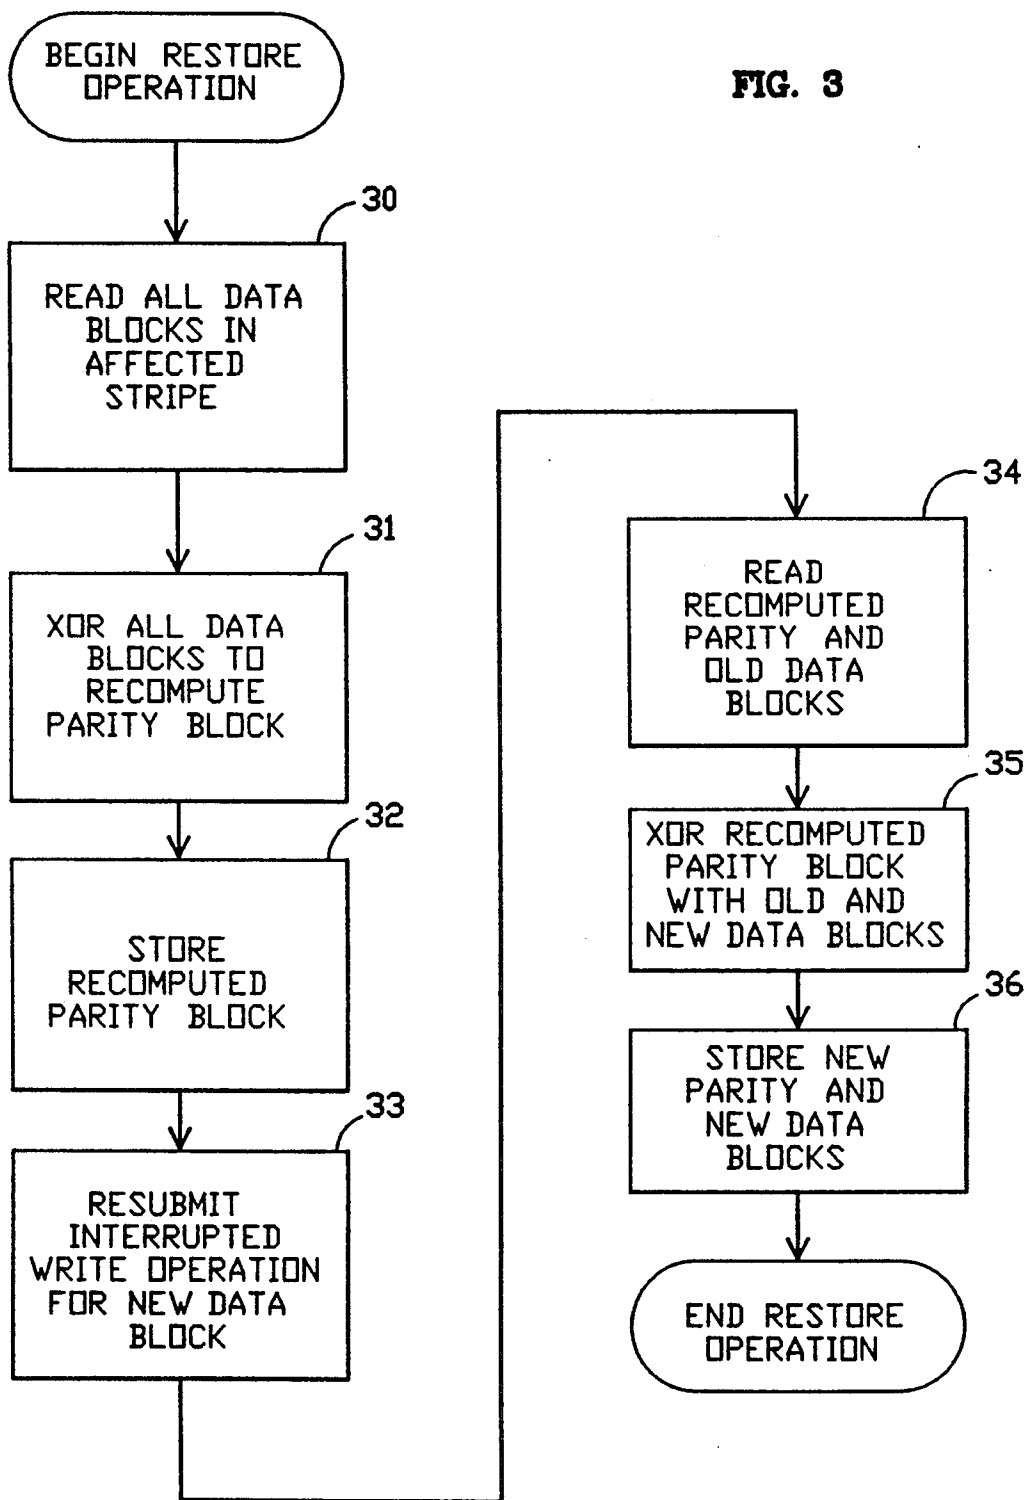 BEGIN RESTORE
OPERATION
FIG. 3
30
READ ALL DATA
BLOCKS IN
AFFECTED
STRIPE
31
XOR ALL DATA
BLOCKS TO
RECOMPUTE
PARITY BLOCK
32
STORE
RECOMPUTED
PARITY BLOCK
33
RESUBMIT
INTERRUPTED
WRITE OPERATION
FOR NEW DATA
BLOCK
34
READ
RECOMPUTED
PARITY AND
OLD DATA
BLOCKS
35
XOR RECOMPUTED
PARITY BLOCK
WITH OLD AND
NEW DATA BLOCKS
36
STORE NEW
PARITY AND
NEW DATA
BLOCKS
END RESTORE
OPERATION